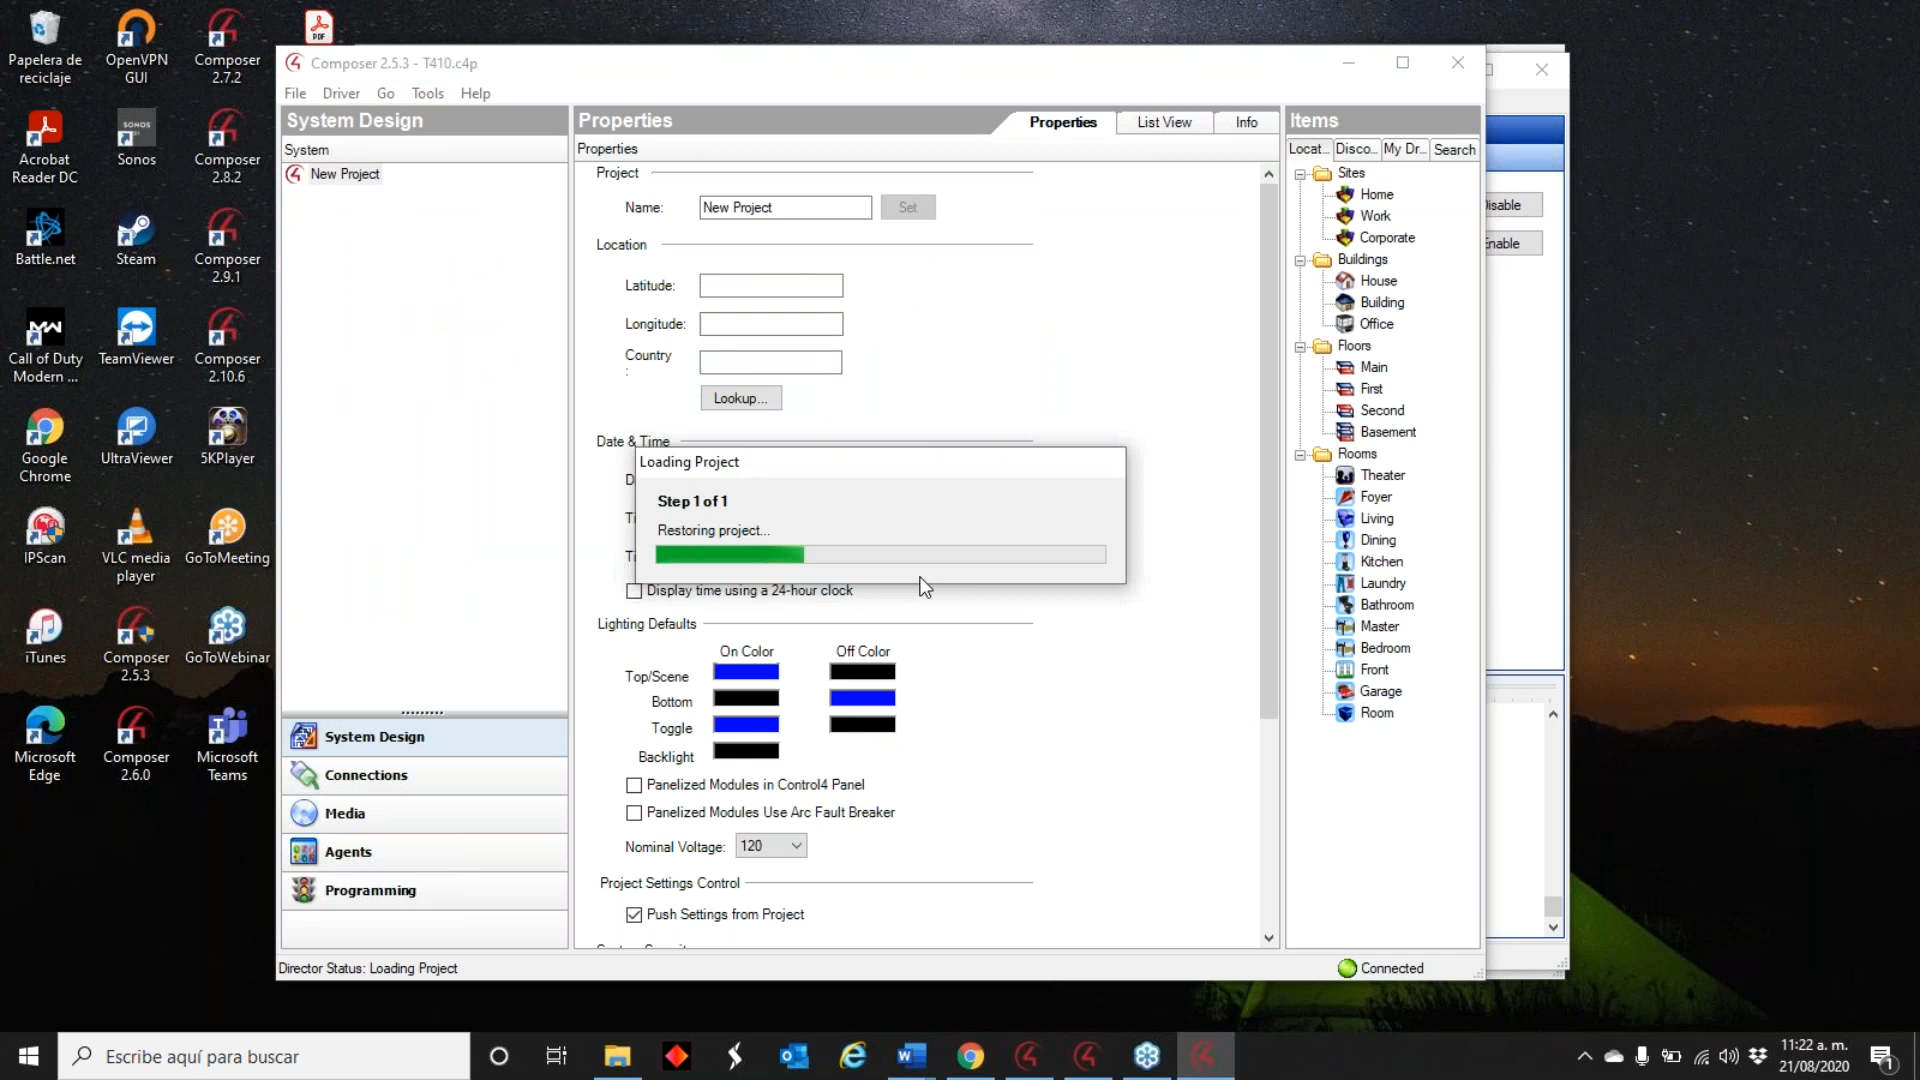 Papelera de
reciclaje
OpenVPN
GUI
Composer
2.7.2
PDF
Acrobat
Reader DC
SONOS
Sonos
Composer
2.8.2
Battle.net
Steam
Composer
2.9.1
Call of Duty
Modern ...
TeamViewer
Composer
2.10.6
Google
Chrome
UltraViewer
5KPlayer
IPScan
VLC media
player
GoToMeeting
iTunes
Composer
2.5.3
GoToWebinar
Microsoft
Edge
Composer
2.6.0
Microsoft
Teams
Composer 2.5.3 - T410.c4p
File Driver Go Tools Help
System Design
System
New Project
System Design
Connections
Media
Agents
Programming
Properties
Properties List View Info
Properties
Project
Name: New Project Set
Location
Latitude:
Longitude:
Country
:
Lookup...
Date & Time
Loading Project
Step 1 of 1
Restoring project...
Display time using a 24-hour clock
Lighting Defaults
On Color Off Color
Top/Scene
Bottom
Toggle
Backlight
Panelized Modules in Control4 Panel
Panelized Modules Use Arc Fault Breaker
Nominal Voltage: 120
Project Settings Control
Push Settings from Project
Items
Locat... Disco... My Dr... Search
Sites
Home
Work
Corporate
Buildings
House
Building
Office
Floors
Main
First
Second
Basement
Rooms
Theater
Foyer
Living
Dining
Kitchen
Laundry
Bathroom
Master
Bedroom
Front
Garage
Room
Director Status: Loading Project
Connected
Escribe aquí para buscar
11:22 a. m.
21/08/2020
1